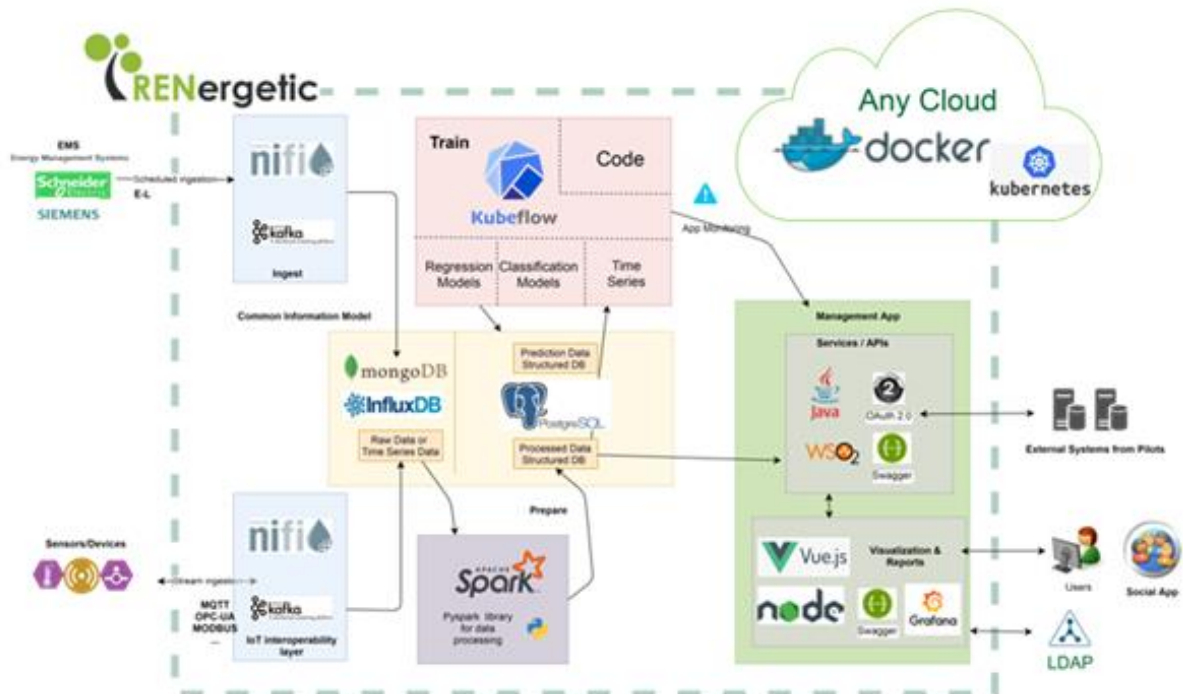 RENergetic
Any Cloud
docker
kubernetes
EMS
Energy Management Systems
Schneider
Electric
SIEMENS
Scheduled ingestion
E-L
nifi
kafka
Ingest
Train
Kubeflow
Code
Regression
Models
Classification
Models
Time
Series
App Monitoring
Common Information Model
mongoDB
InfluxDB
Raw Data or
Time Series Data
Prediction Data
Structured DB
PostgreSQL
Processed Data
Structured DB
Prepare
Management App
Services / APIs
Java
2
OAuth 2.0
WSO2
Swagger
External Systems from Pilots
Sensors/Devices
Stream ingestion
MQTT
OPC-UA
MODBUS
...
nifi
kafka
IoT interoperability
layer
APACHE
Spark
Pyspark library
for data
processing
Vue.js
Visualization &
Reports
node
Swagger
Grafana
Users
Social App
LDAP